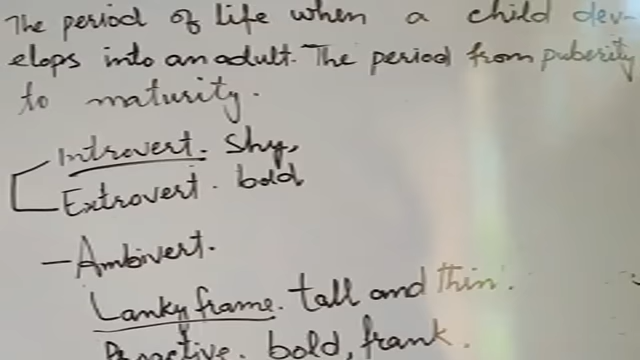 The period of life when a child dev-
elops into an adult. The period from puberity
to maturity.
Introvert. Shy,
Extrovert. bold
- Ambivert.
Lanky frame. tall and thin.
Proactive. bold, frank.